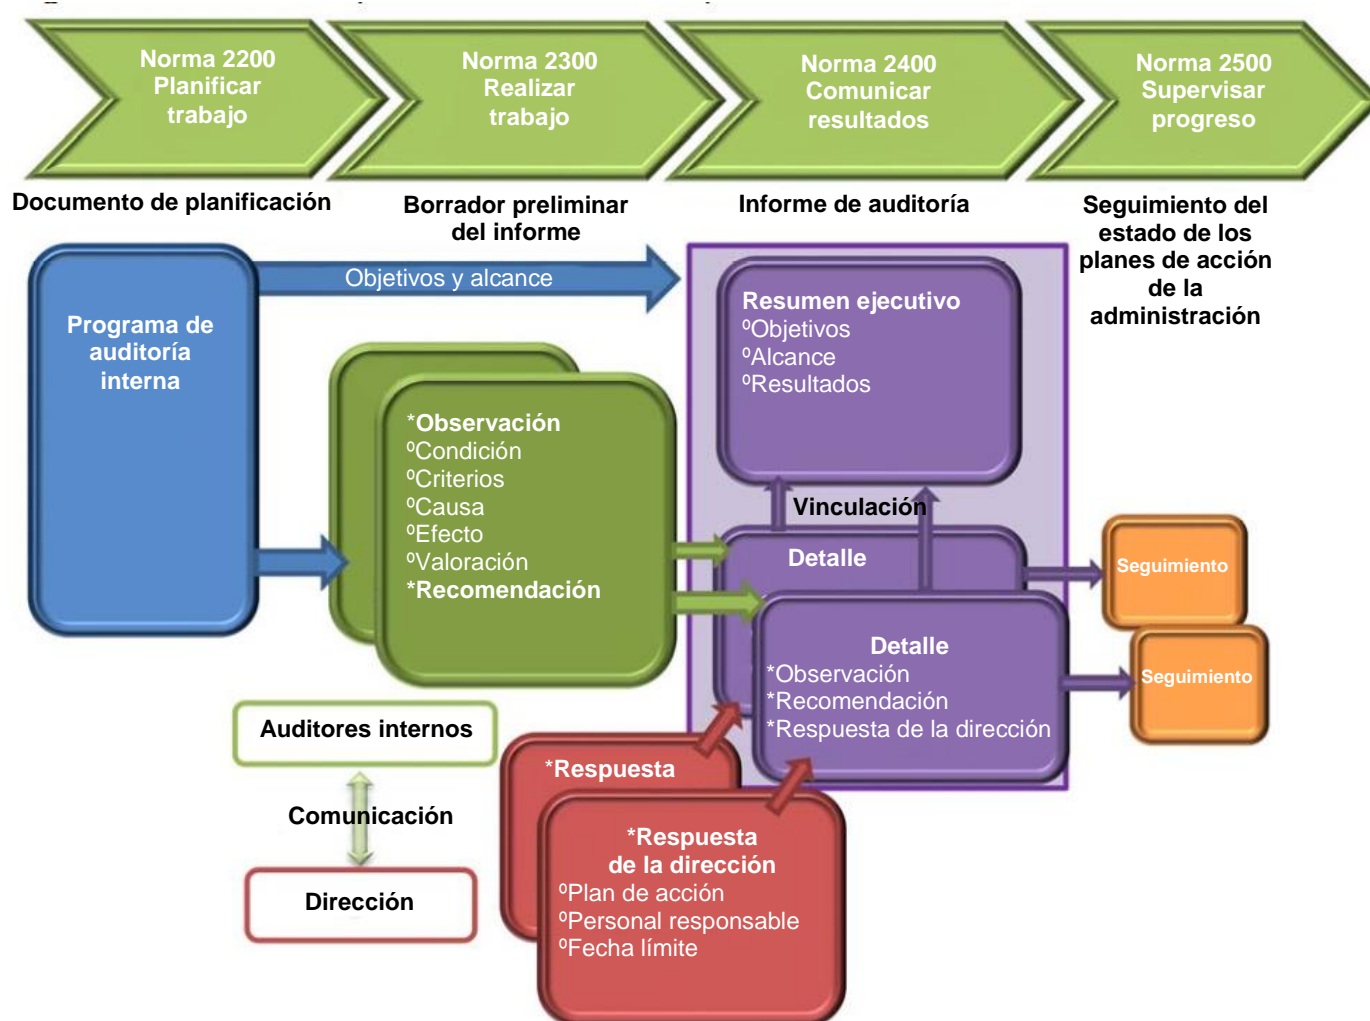 Norma 2200
Planificar
trabajo
Norma 2300
Realizar
trabajo
Norma 2400
Comunicar
resultados
Norma 2500
Supervisar
progreso
Documento de planificación
Borrador preliminar
del informe
Informe de auditoría
Seguimiento del
estado de los
planes de acción
de la
administración
Programa de
auditoría
interna
Objetivos y alcance
*Observación
ºCondición
ºCriterios
ºCausa
ºEfecto
ºValoración
*Recomendación
Resumen ejecutivo
ºObjetivos
ºAlcance
ºResultados
Vinculación
Detalle
Detalle
*Observación
*Recomendación
*Respuesta de la dirección
Seguimiento
Seguimiento
Auditores internos
Comunicación
Dirección
*Respuesta
*Respuesta
de la dirección
ºPlan de acción
ºPersonal responsable
ºFecha límite